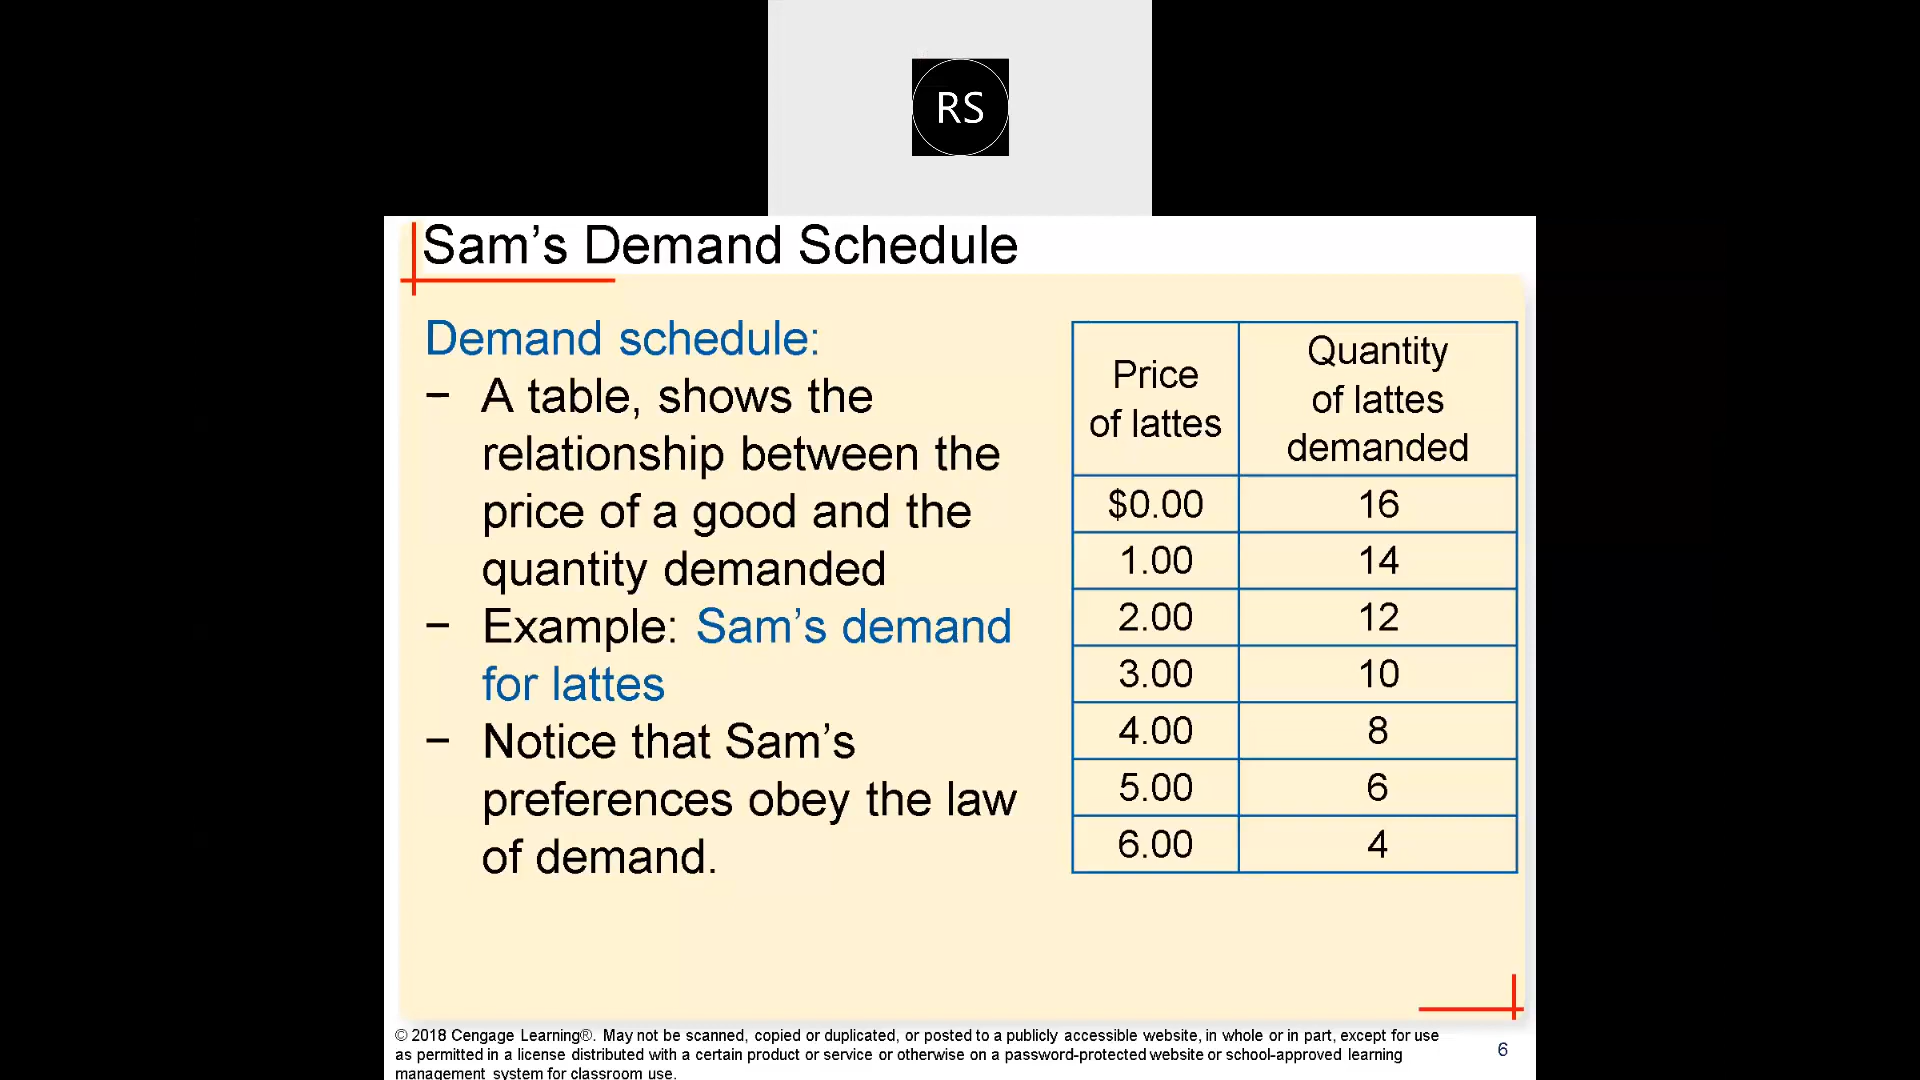 RS
Sam’s Demand Schedule
Demand schedule:
− A table, shows the
relationship between the
price of a good and the
quantity demanded
− Example: Sam’s demand
for lattes
− Notice that Sam’s
preferences obey the law
of demand.
Price
of lattes
Quantity
of lattes
demanded
$0.00 16
1.00 14
2.00 12
3.00 10
4.00 8
5.00 6
6.00 4
© 2018 Cengage Learning®. May not be scanned, copied or duplicated, or posted to a publicly accessible website, in whole or in part, except for use
as permitted in a license distributed with a certain product or service or otherwise on a password-protected website or school-approved learning
management system for classroom use.
6